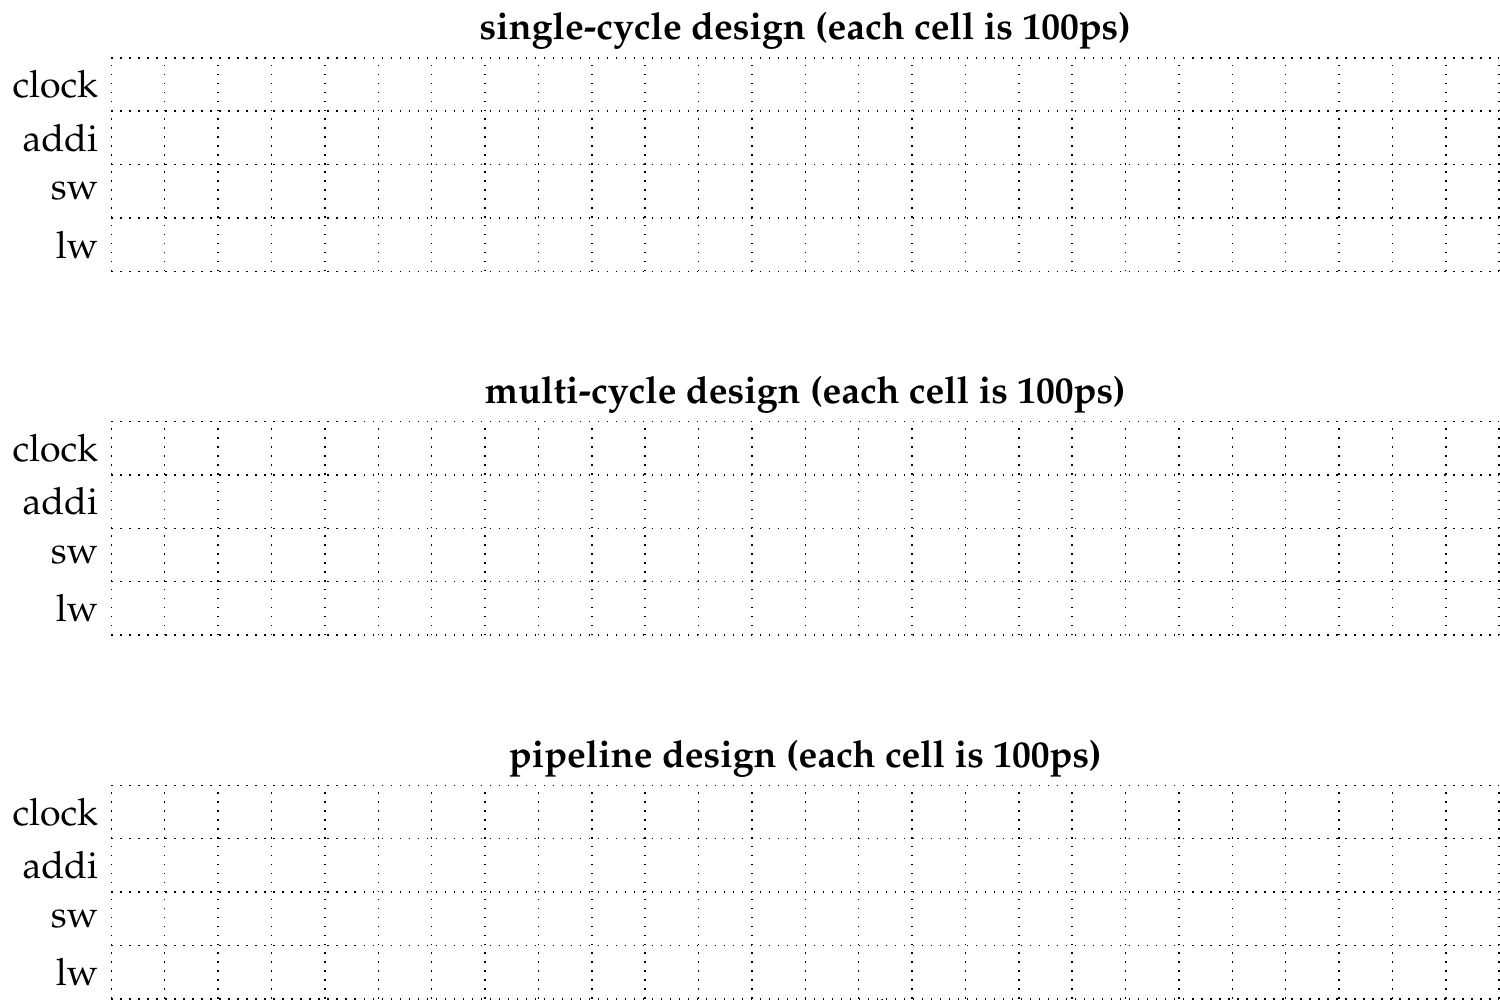 single-cycle design (each cell is 100ps)
clock
addi
sw
lw
multi-cycle design (each cell is 100ps)
clock
addi
sw
lw
pipeline design (each cell is 100ps)
clock
addi
sw
lw